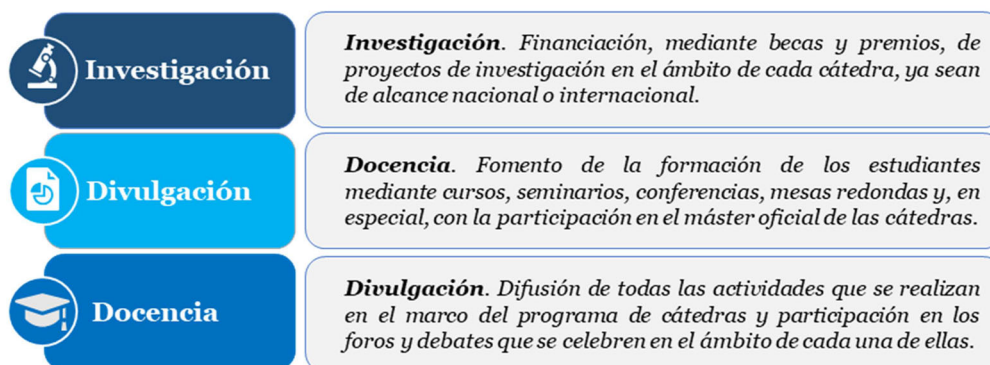 Investigación
Investigación. Financiación, mediante becas y premios, de
proyectos de investigación en el ámbito de cada cátedra, ya sean
de alcance nacional o internacional.
Divulgación
Docencia. Fomento de la formación de los estudiantes
mediante cursos, seminarios, conferencias, mesas redondas y, en
especial, con la participación en el máster oficial de las cátedras.
Docencia
Divulgación. Difusión de todas las actividades que se realizan
en el marco del programa de cátedras y participación en los
foros y debates que se celebren en el ámbito de cada una de ellas.